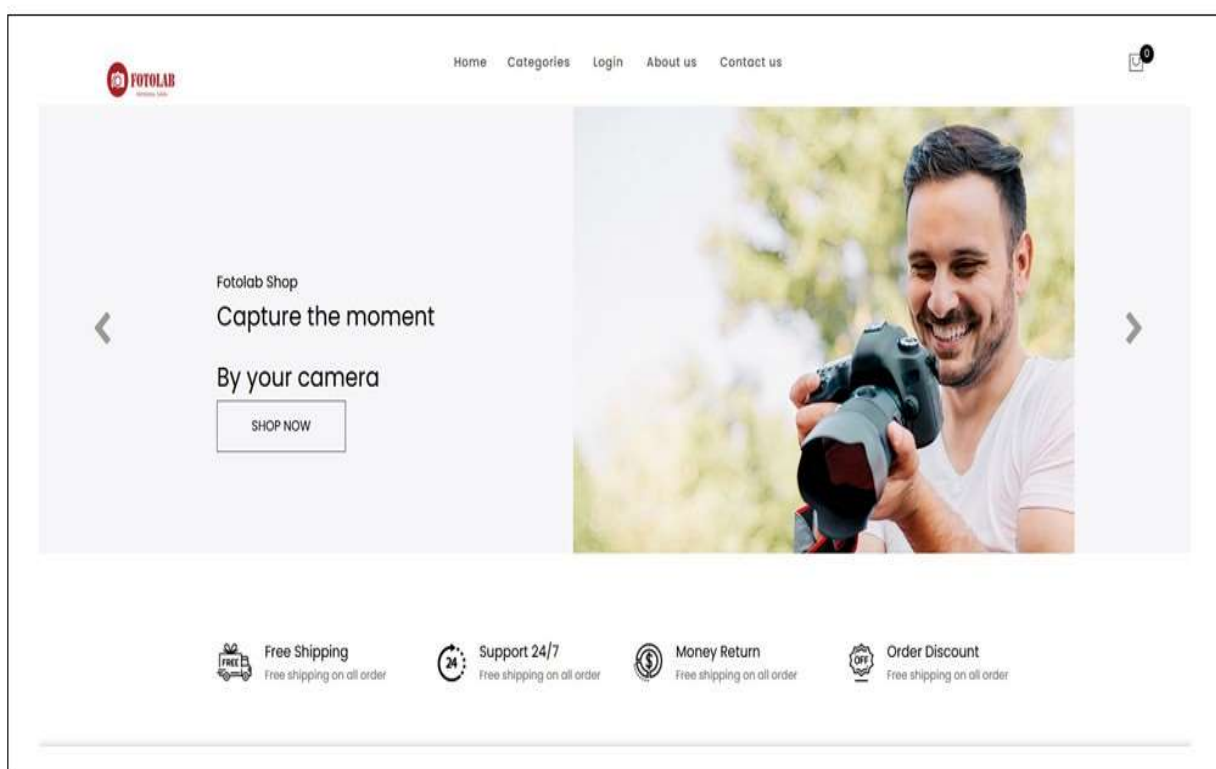 FOTOLAB
Home Categories Login About us Contact us
0
Fotolab Shop
Capture the moment
By your camera
SHOP NOW
FREE
Free Shipping
Free shipping on all order
24
Support 24/7
Free shipping on all order
$
Money Return
Free shipping on all order
OFF
Order Discount
Free shipping on all order